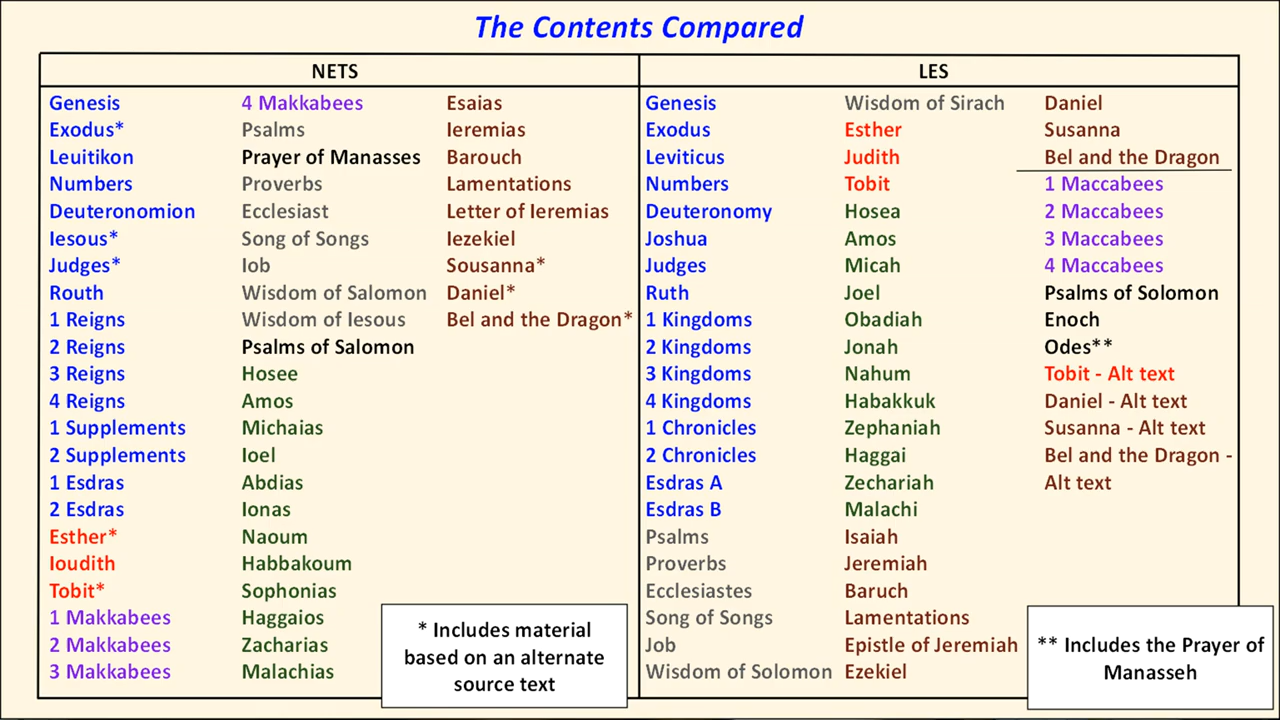 The Contents Compared
NETS
Genesis
Exodus*
Leuitikon
Numbers
Deuteronomion
Iesous*
Judges*
Routh
1 Reigns
2 Reigns
3 Reigns
4 Reigns
1 Supplements
2 Supplements
1 Esdras
2 Esdras
Esther*
Ioudith
Tobit*
1 Makkabees
2 Makkabees
3 Makkabees
4 Makkabees
Psalms
Prayer of Manasses
Proverbs
Ecclesiast
Song of Songs
Iob
Wisdom of Salomon
Wisdom of Iesous
Psalms of Salomon
Hosee
Amos
Michaias
Ioel
Abdias
Ionas
Naoum
Habbakoum
Sophonias
Haggaios
Zacharias
Malachias
Esaias
Ieremias
Barouch
Lamentations
Letter of Ieremias
Iezekiel
Sousanna*
Daniel*
Bel and the Dragon*
* Includes material
based on an alternate
source text
LES
Genesis
Exodus
Leviticus
Numbers
Deuteronomy
Joshua
Judges
Ruth
1 Kingdoms
2 Kingdoms
3 Kingdoms
4 Kingdoms
1 Chronicles
2 Chronicles
Esdras A
Esdras B
Psalms
Proverbs
Ecclesiastes
Song of Songs
Job
Wisdom of Solomon
Wisdom of Sirach
Esther
Judith
Tobit
Hosea
Amos
Micah
Joel
Obadiah
Jonah
Nahum
Habakkuk
Zephaniah
Haggai
Zechariah
Malachi
Isaiah
Jeremiah
Baruch
Lamentations
Epistle of Jeremiah
Ezekiel
Daniel
Susanna
Bel and the Dragon
1 Maccabees
2 Maccabees
3 Maccabees
4 Maccabees
Psalms of Solomon
Enoch
Odes**
Tobit - Alt text
Daniel - Alt text
Susanna - Alt text
Bel and the Dragon -
Alt text
** Includes the Prayer of
Manasseh